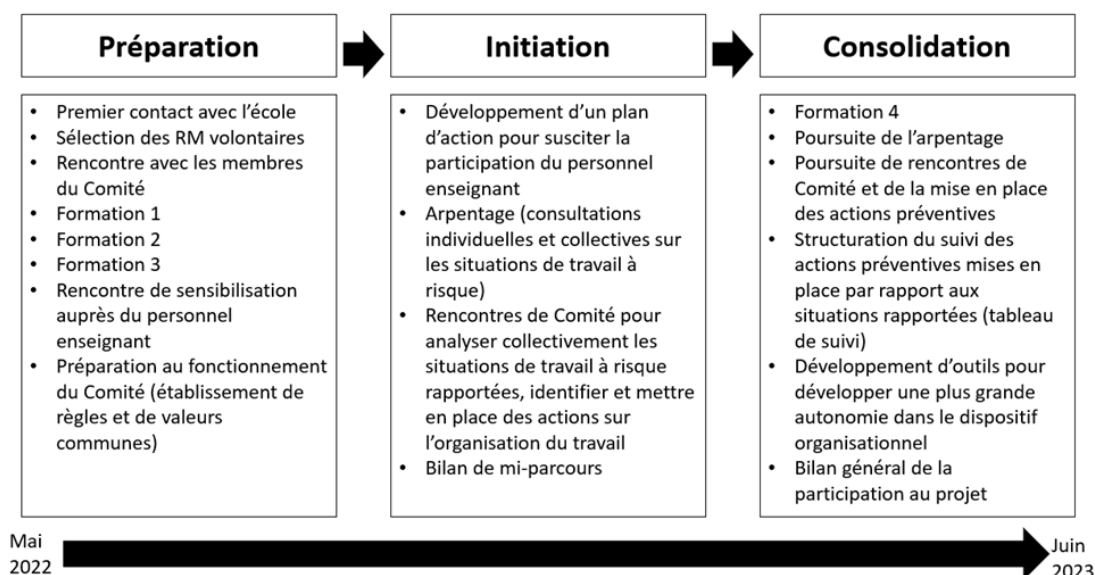 Préparation
Initiation
Consolidation
• Premier contact avec l’école
• Sélection des RM volontaires
• Rencontre avec les membres
du Comité
• Formation 1
• Formation 2
• Formation 3
• Rencontre de sensibilisation
auprès du personnel
enseignant
• Préparation au fonctionnement
du Comité (établissement de
règles et de valeurs
communes)
• Développement d’un plan
d’action pour susciter la
participation du personnel
enseignant
• Arpentage (consultations
individuelles et collectives sur
les situations de travail à
risque)
• Rencontres de Comité pour
analyser collectivement les
situations de travail à risque
rapportées, identifier et mettre
en place des actions sur
l’organisation du travail
• Bilan de mi-parcours
• Formation 4
• Poursuite de l’arpentage
• Poursuite de rencontres de
Comité et de la mise en place
des actions préventives
• Structuration du suivi des
actions préventives mises en
place par rapport aux
situations rapportées (tableau
de suivi)
• Développement d’outils pour
développer une plus grande
autonomie dans le dispositif
organisationnel
• Bilan général de la
participation au projet
Mai
2022
Juin
2023